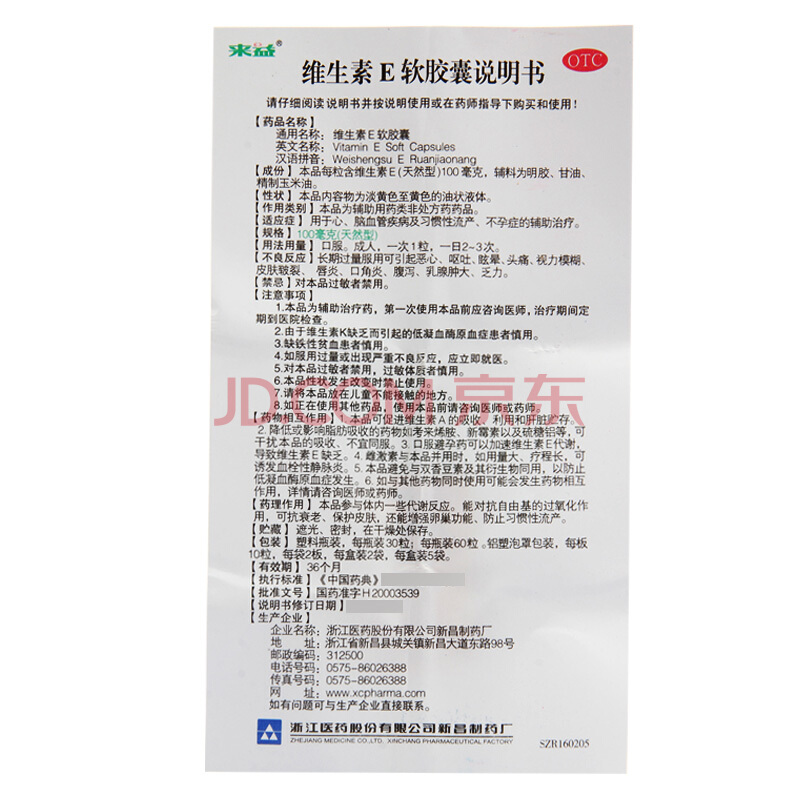 来益®
OTC
维生素 E 软胶囊说明书
请仔细阅读说明书并按说明使用或在药师指导下购买和使用！
【药品名称】
通用名称：维生素E软胶囊
英文名称：Vitamin E Soft Capsules
汉语拼音：Weishengsu E Ruanjiaonang
【成份】本品每粒含维生素E(天然型)100毫克，辅料为明胶、甘油、
精制玉米油。
【性状】本品内容物为淡黄色至黄色的油状液体。
【作用类别】本品为辅助用药类非处方药药品。
【适应症】用于心、脑血管疾病及习惯性流产、不孕症的辅助治疗。
【规格】100毫克(天然型)
【用法用量】口服。成人，一次1粒，一日2~3次。
【不良反应】长期过量服用可引起恶心、呕吐、眩晕、头痛、视力模糊、
皮肤皲裂、唇炎、口角炎、腹泻、乳腺肿大、乏力。
【禁忌】对本品过敏者禁用。
【注意事项】
1.本品为辅助治疗药，第一次使用本品前应咨询医师，治疗期间定
期到医院检查。
2.由于维生素K缺乏而引起的低凝血酶原血症患者慎用。
3.缺铁性贫血患者慎用。
4.如服用过量或出现严重不良反应，应立即就医。
5.对本品过敏者禁用，过敏体质者慎用。
6.本品性状发生改变时禁止使用。
7.请将本品放在儿童不能接触的地方。
8.如正在使用其他药品，使用本品前请咨询医师或药师。
JD.COM 京东
【药物相互作用】1.本品可促进维生素A的吸收、利用和肝脏贮存。
2.降低或影响脂肪吸收的药物如考来烯胺、新霉素以及硫糖铝等，可
干扰本品的吸收、不宜同服。3.口服避孕药可以加速维生素E代谢，
导致维生素E缺乏。4.雌激素与本品并用时，如用量大、疗程长，可
诱发血栓性静脉炎。5.本品避免与双香豆素及其衍生物同用，以防止
低凝血酶原血症发生。6.如与其他药物同时使用可能会发生药物相互
作用，详情请咨询医师或药师。
【药理作用】本品参与体内一些代谢反应。能对抗自由基的过氧化作
用，可抗衰老、保护皮肤，还能增强卵巢功能、防止习惯性流产。
【贮藏】遮光、密封，在干燥处保存。
【包装】塑料瓶装，每瓶装30粒；每瓶装60粒。铝塑泡罩包装，每板
10粒，每袋2板，每盒装2袋，每盒装5袋。
【有效期】36个月
【执行标准】《中国药典》
【批准文号】国药准字H20003539
【说明书修订日期】
【生产企业】
企业名称：浙江医药股份有限公司新昌制药厂
地 址：浙江省新昌县城关镇新昌大道东路98号
邮政编码：312500
电话号码：0575-86026388
传真号码：0575-86026388
网 址：www.xcpharma.com
如有问题可与生产企业直接联系。
浙江医药股份有限公司新昌制药厂
ZHEJIANG MEDICINE CO.,LTD. XINCHANG PHARMACEUTICAL FACTORY
SZR160205